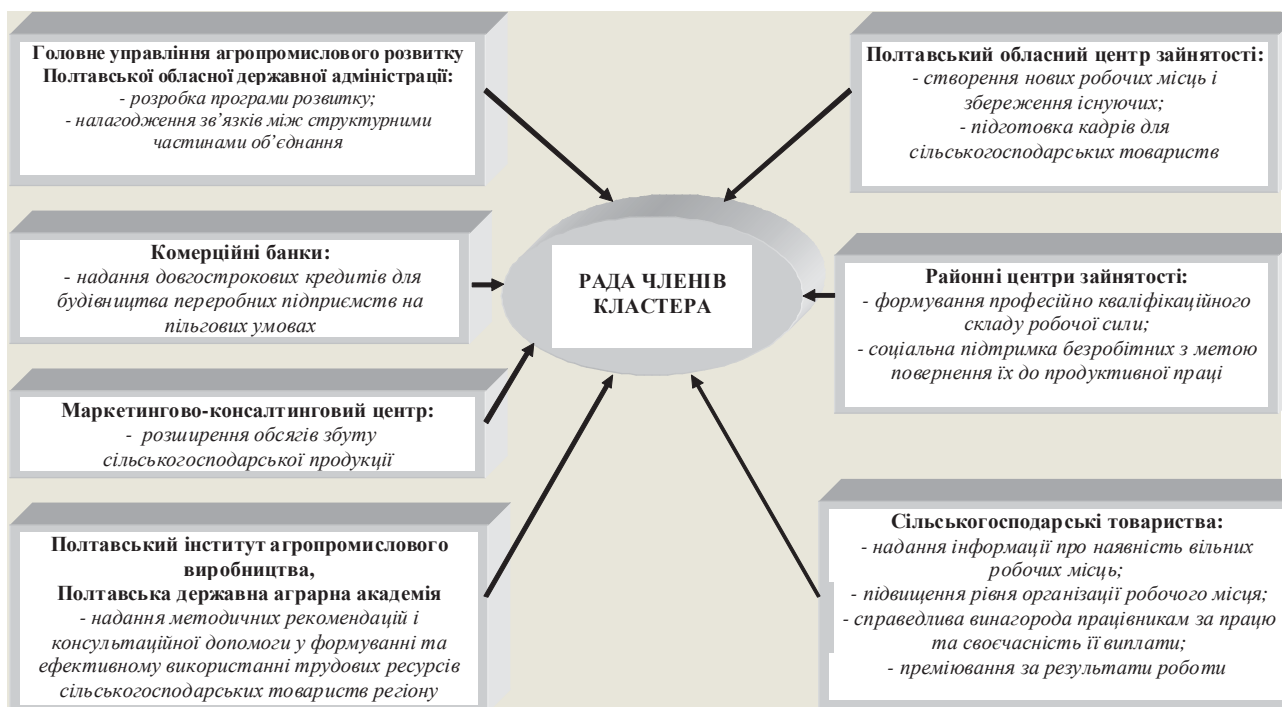 Головне управління агропромислового розвитку
Полтавської обласної державної адміністрації:
- розробка програми розвитку;
- налагодження зв’язків між структурними
частинами об’єднання
Комерційні банки:
- надання довгострокових кредитів для
будівництва переробних підприємств на
пільгових умовах
Маркетингово-консалтинговий центр:
- розширення обсягів збуту
сільськогосподарської продукції
Полтавський інститут агропромислового
виробництва,
Полтавська державна аграрна академія
- надання методичних рекомендацій і
консультаційної допомоги у формуванні та
ефективному використанні трудових ресурсів
сільськогосподарських товариств регіону
РАДА ЧЛЕНІВ
КЛАСТЕРА
Полтавський обласний центр зайнятості:
- створення нових робочих місць і
збереження існуючих;
- підготовка кадрів для
сільськогосподарських товариств
Районні центри зайнятості:
- формування професійно кваліфікаційного
складу робочої сили;
- соціальна підтримка безробітних з метою
повернення їх до продуктивної праці
Сільськогосподарські товариства:
- надання інформації про наявність вільних
робочих місць;
- підвищення рівня організації робочого місця;
- справедлива винагорода працівникам за працю
та своєчасність її виплати;
- преміювання за результати роботи